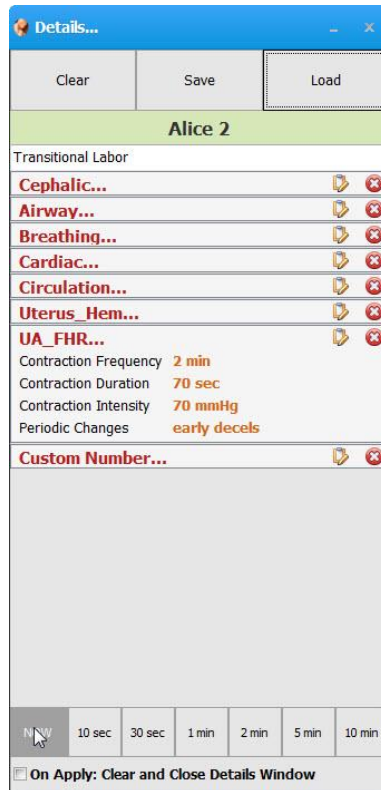 Details...
Clear Save Load
Alice 2
Transitional Labor
Cephalic...
Airway...
Breathing...
Cardiac...
Circulation...
Uterus_Hem...
UA_FHR...
Contraction Frequency 2 min
Contraction Duration 70 sec
Contraction Intensity 70 mmHg
Periodic Changes early decels
Custom Number...
NOW 10 sec 30 sec 1 min 2 min 5 min 10 min
On Apply: Clear and Close Details Window